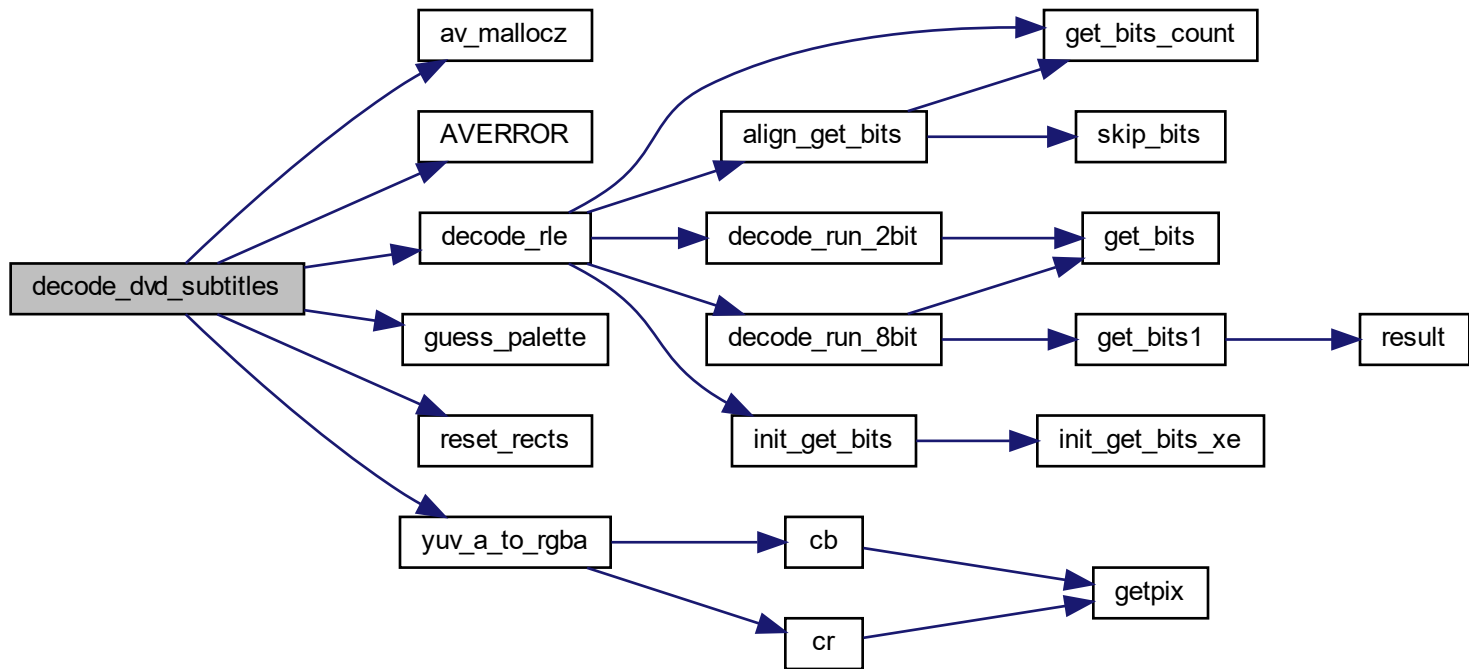 decode_dvd_subtitles
av_mallocz
AVERROR
decode_rle
guess_palette
reset_rects
yuv_a_to_rgba
get_bits_count
align_get_bits
skip_bits
decode_run_2bit
get_bits
decode_run_8bit
get_bits1
result
init_get_bits
init_get_bits_xe
cb
cr
getpix